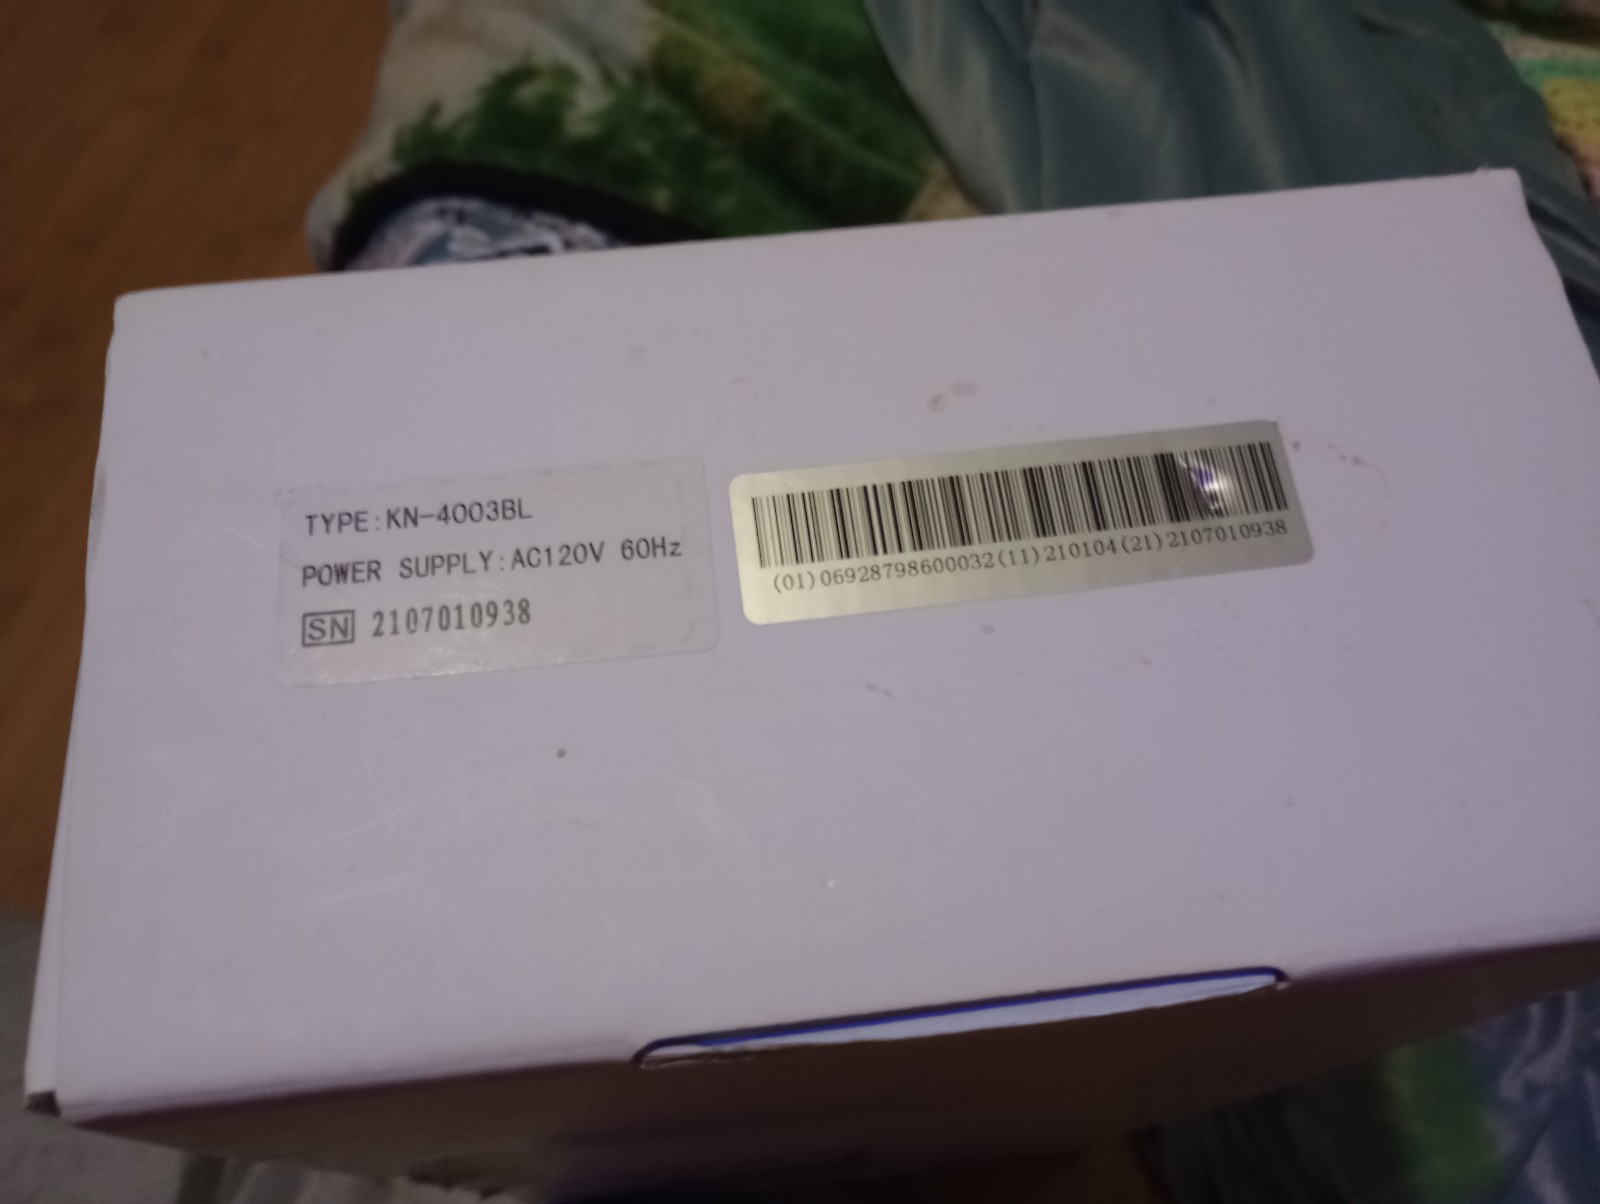 TYPE:KN-4003BL
POWER SUPPLY:AC120V 60Hz
SN 2107010938
(01)06928798600032(11)210104(21)2107010938